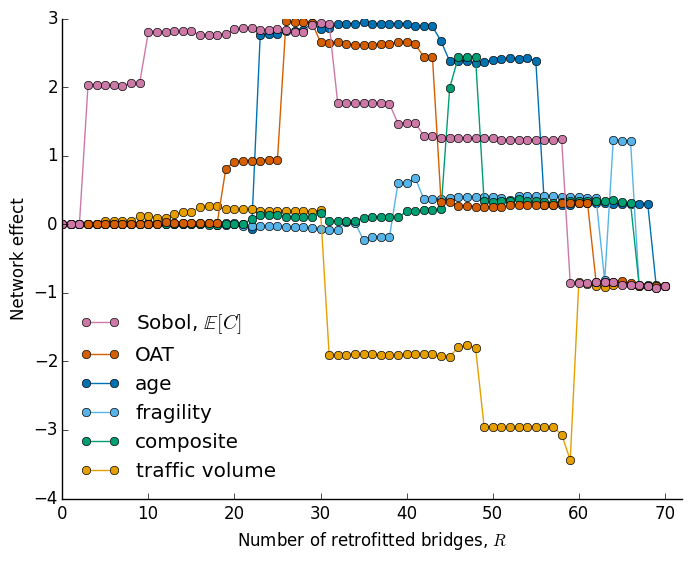 3
2
1
0
−1
−2
−3
−4
Network effect
Sobol, 𝔼[C]
OAT
age
fragility
composite
traffic volume
0 10 20 30 40 50 60 70
Number of retrofitted bridges, R